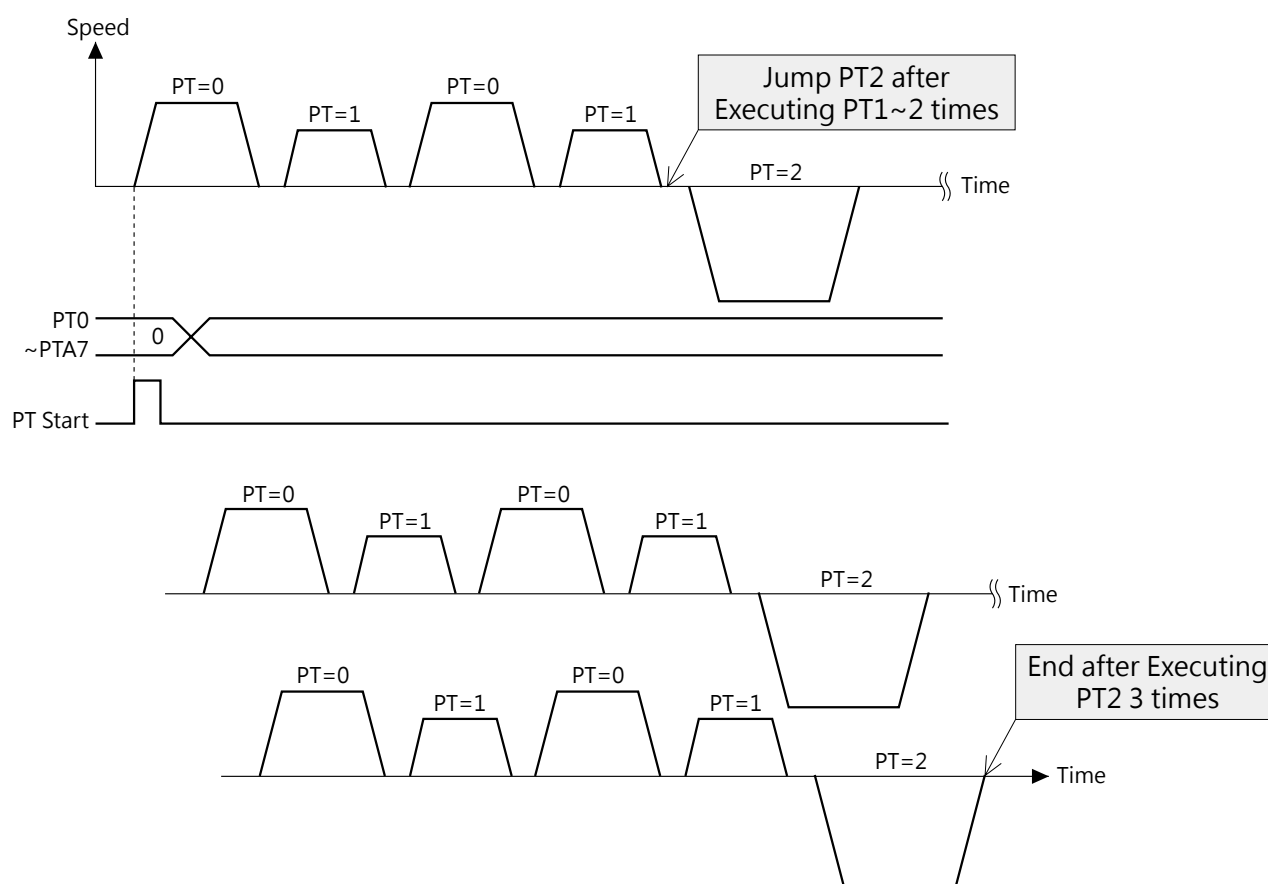 Speed
PT=0
PT=1
PT=0
PT=1
Jump PT2 after
Executing PT1~2 times
PT=2
Time
PT0
~PTA7
0
PT Start
PT=0
PT=1
PT=0
PT=1
PT=2
Time
PT=0
PT=1
PT=0
PT=1
PT=2
End after Executing
PT2 3 times
Time